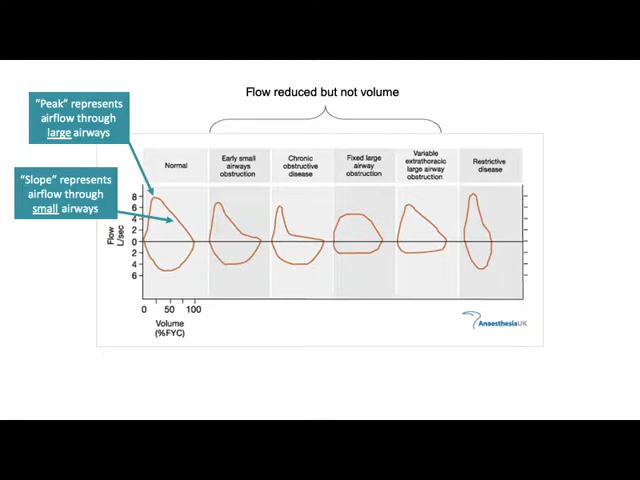 Flow reduced but not volume
"Peak" represents
airflow through
large airways
"Slope" represents
airflow through
small airways
Normal
Early small
airways
obstruction
Chronic
obstructive
disease
Fixed large
airway
obstruction
Variable
extrathoracic
large airway
obstruction
Restrictive
disease
Flow
L/sec
8
6
4
2
0
2
4
6
0 50 100
Volume
(%FYC)
AnaesthesiaUK